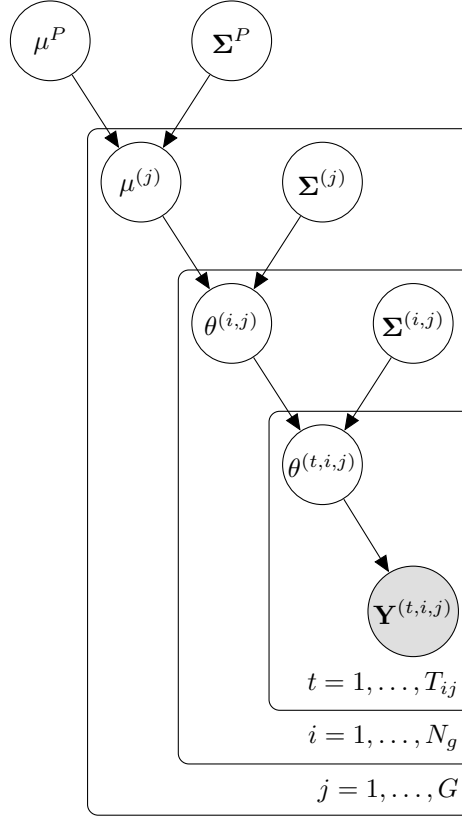 μ^P
Σ^P
μ^(j)
Σ^(j)
θ^(i,j)
Σ^(i,j)
θ^(t,i,j)
Y^(t,i,j)
t = 1, . . . , T_ij
i = 1, . . . , N_g
j = 1, . . . , G